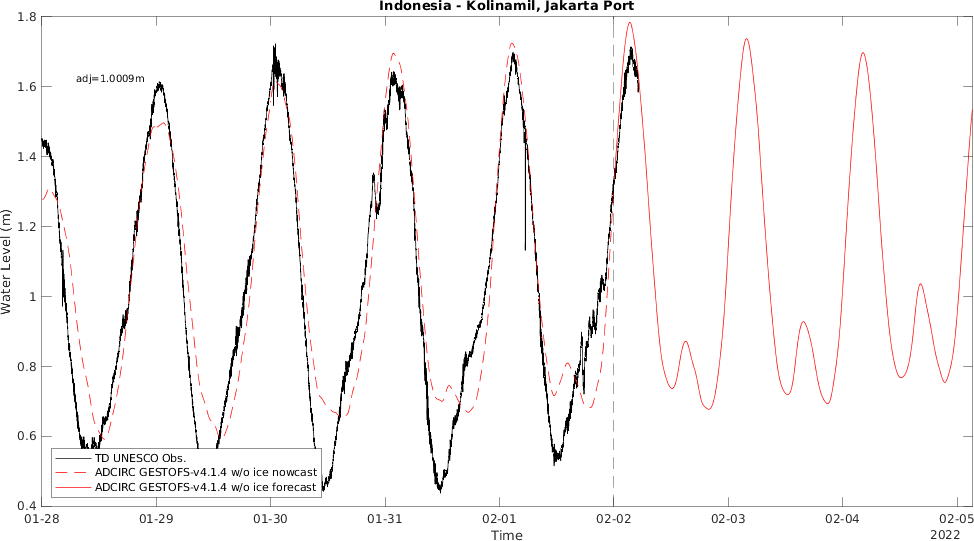 Indonesia - Kolinamil, Jakarta Port
1.8
adj=1.0009m
1.6
1.4
1.2
1
0.8
0.6
0.4
Water Level (m)
TD UNESCO Obs.
ADCIRC GESTOFS-v4.1.4 w/o ice nowcast
ADCIRC GESTOFS-v4.1.4 w/o ice forecast
01-28 01-29 01-30 01-31 02-01 02-02 02-03 02-04 02-05
Time
2022